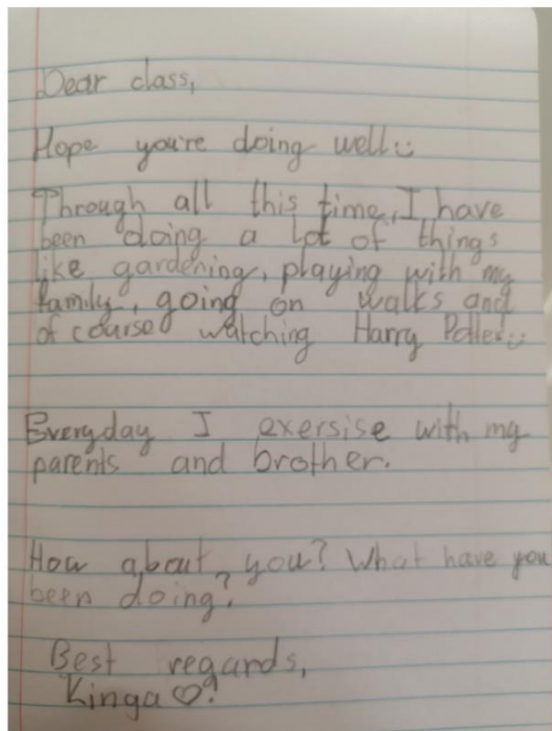 Dear class,
Hope you're doing well :)
Through all this time, I have
been doing a lot of things
like gardening, playing with my
family, going on walks and
of course watching Harry Potter :)
Everyday I exersise with my
parents and brother.
How about you? What have you
been doing?
Best regards,
Kinga ♡!